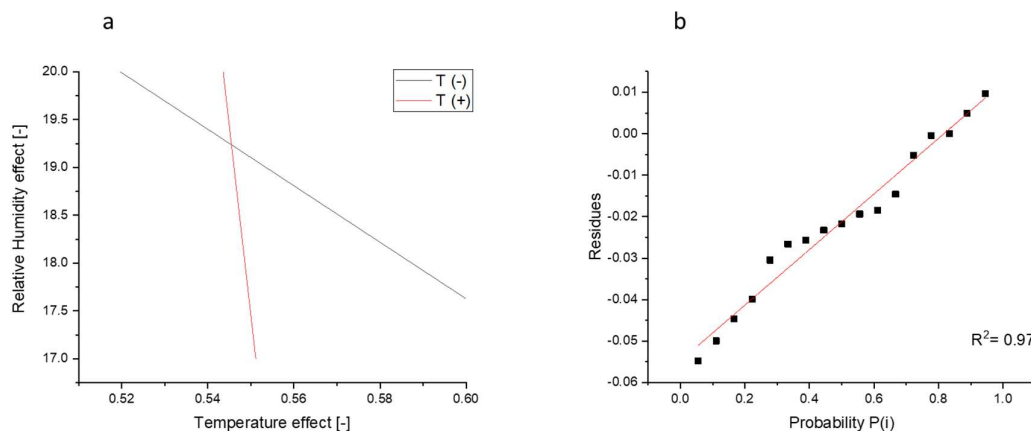 a
20.0
19.5
19.0
18.5
18.0
17.5
17.0
0.52
0.54
0.56
0.58
0.60
Relative Humidity effect [-]
Temperature effect [-]
T (-)
T (+)
b
0.01
0.00
-0.01
-0.02
-0.03
-0.04
-0.05
-0.06
0.0
0.2
0.4
0.6
0.8
1.0
Residues
Probability P(i)
R²= 0.97